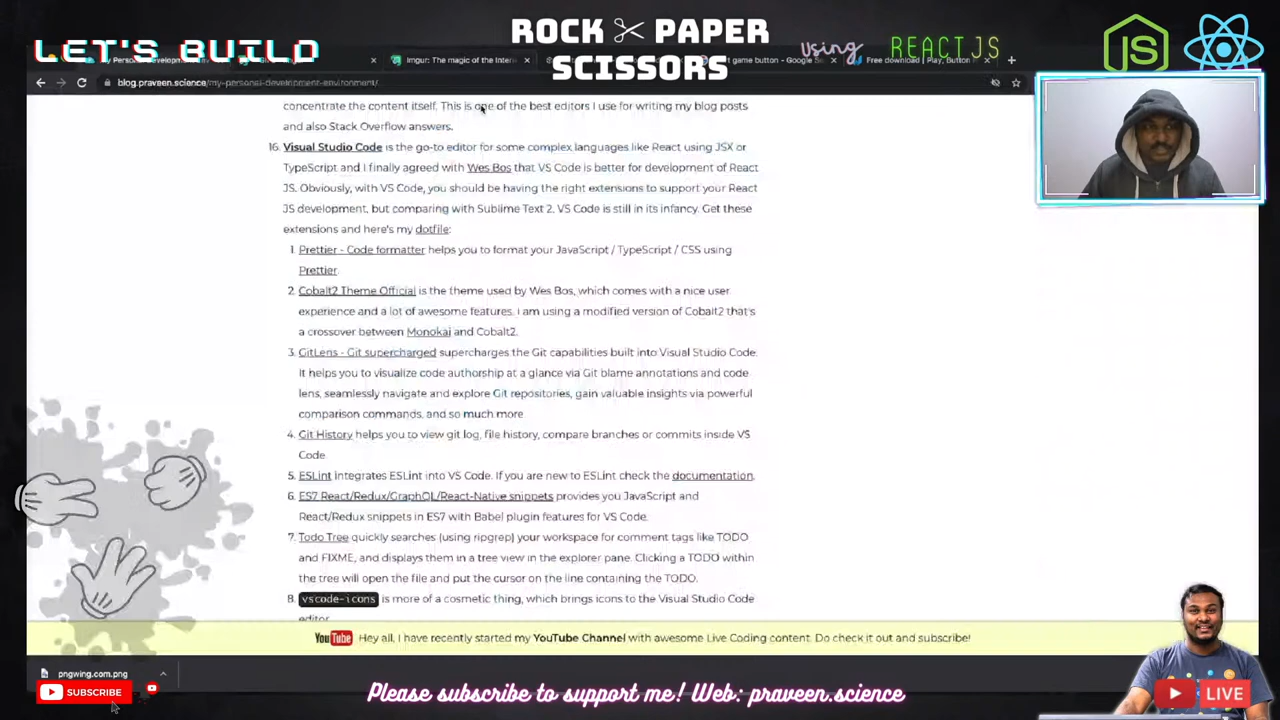 LET'S BUILD
ROCK PAPER
SCISSORS
using
REACTJS
JS
Imgur: The magic of the Intern
Free download | Play, Button
blog.praveen.science/my-personal-development-environment/
concentrate the content itself. This is one of the best editors I use for writing my blog posts
and also Stack Overflow answers.
16. Visual Studio Code is the go-to editor for some complex languages like React using JSX or
TypeScript and I finally agreed with Wes Bos that VS Code is better for development of React
JS. Obviously, with VS Code, you should be having the right extensions to support your React
JS development, but comparing with Sublime Text 2, VS Code is still in its infancy. Get these
extensions and here's my dotfile:
1. Prettier - Code formatter helps you to format your JavaScript / TypeScript / CSS using
Prettier.
2. Cobalt2 Theme Official is the theme used by Wes Bos, which comes with a nice user
experience and a lot of awesome features. i am using a modified version of Cobalt2 that's
a crossover between Monokai and Cobalt2.
3. GitLens - Git supercharged supercharges the Git capabilities built into Visual Studio Code.
It helps you to visualize code authorship at a glance via Git blame annotations and code
lens, seamlessly navigate and explore Git repositories, gain valuable insights via powerful
comparison commands, and so much more.
4. Git History helps you to view git log, file history, compare branches or commits inside VS
Code
5. ESLint integrates ESLint into VS Code. If you are new to ESLint check the documentation.
6. ES7 React/Redux/GraphQL/React-Native snippets provides you JavaScript and
React/Redux snippets in ES7 with Babel plugin features for VS Code.
7. Todo Tree quickly searches (using ripgrep) your workspace for comment tags like TODO
and FIXME, and displays them in a tree view in the explorer pane. Clicking a TODO within
the tree will open the file and put the cursor on the line containing the TODO.
8. vscode-icons is more of a cosmetic thing, which brings icons to the Visual Studio Code
editor.
YouTube Hey all, I have recently started my YouTube Channel with awesome Live Coding content. Do check it out and subscribe!
pngwing.com.png
SUBSCRIBE
Please subscribe to support me! Web: praveen.science
LIVE